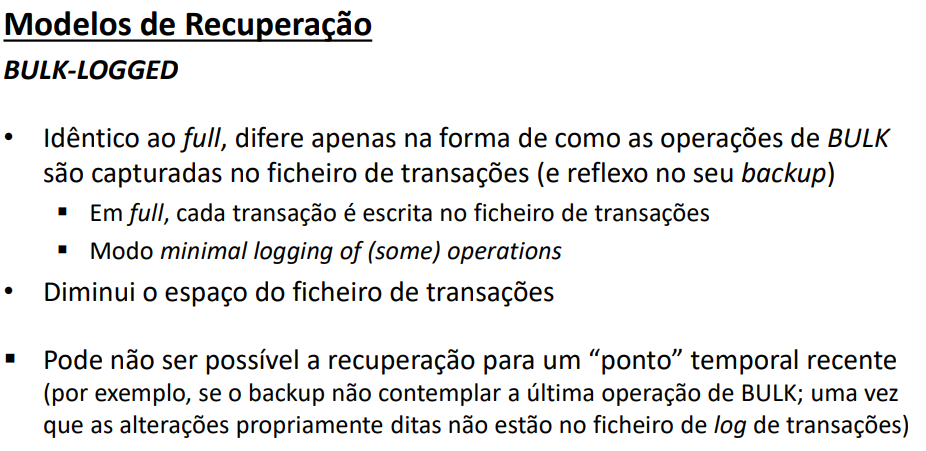 Modelos de Recuperação
BULK-LOGGED
• Idêntico ao full, difere apenas na forma de como as operações de BULK
são capturadas no ficheiro de transações (e reflexo no seu backup)
▪ Em full, cada transação é escrita no ficheiro de transações
▪ Modo minimal logging of (some) operations
• Diminui o espaço do ficheiro de transações
▪ Pode não ser possível a recuperação para um “ponto” temporal recente
(por exemplo, se o backup não contemplar a última operação de BULK; uma vez
que as alterações propriamente ditas não estão no ficheiro de log de transações)